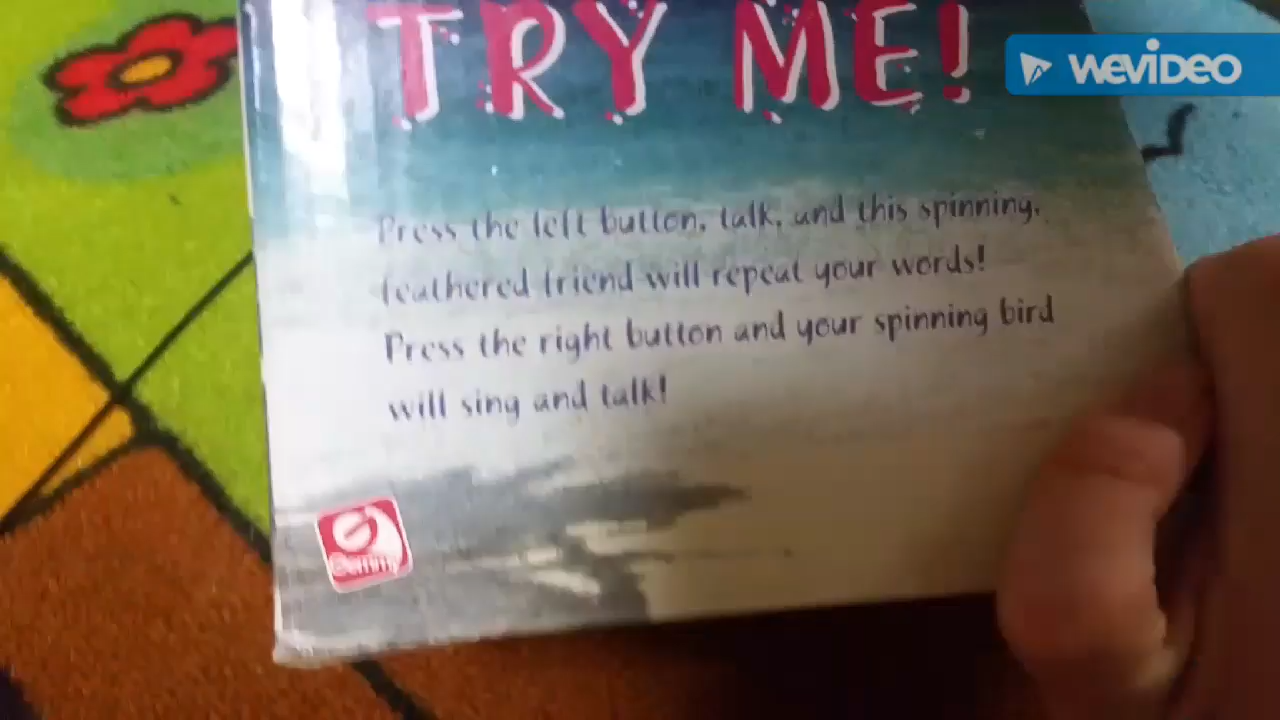 TRY ME!
WEVIDEO
Press the left button, talk, and this spinning,
feathered friend will repeat your words!
Press the right button and your spinning bird
will sing and talk!
Gemmy